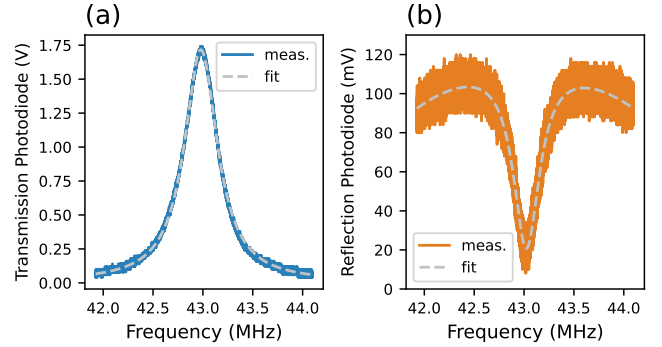 (a)
Transmission Photodiode (V)
1.75
1.50
1.25
1.00
0.75
0.50
0.25
0.00
meas.
fit
42.0 42.5 43.0 43.5 44.0
Frequency (MHz)
(b)
Reflection Photodiode (mV)
120
100
80
60
40
20
0
meas.
fit
42.0 42.5 43.0 43.5 44.0
Frequency (MHz)